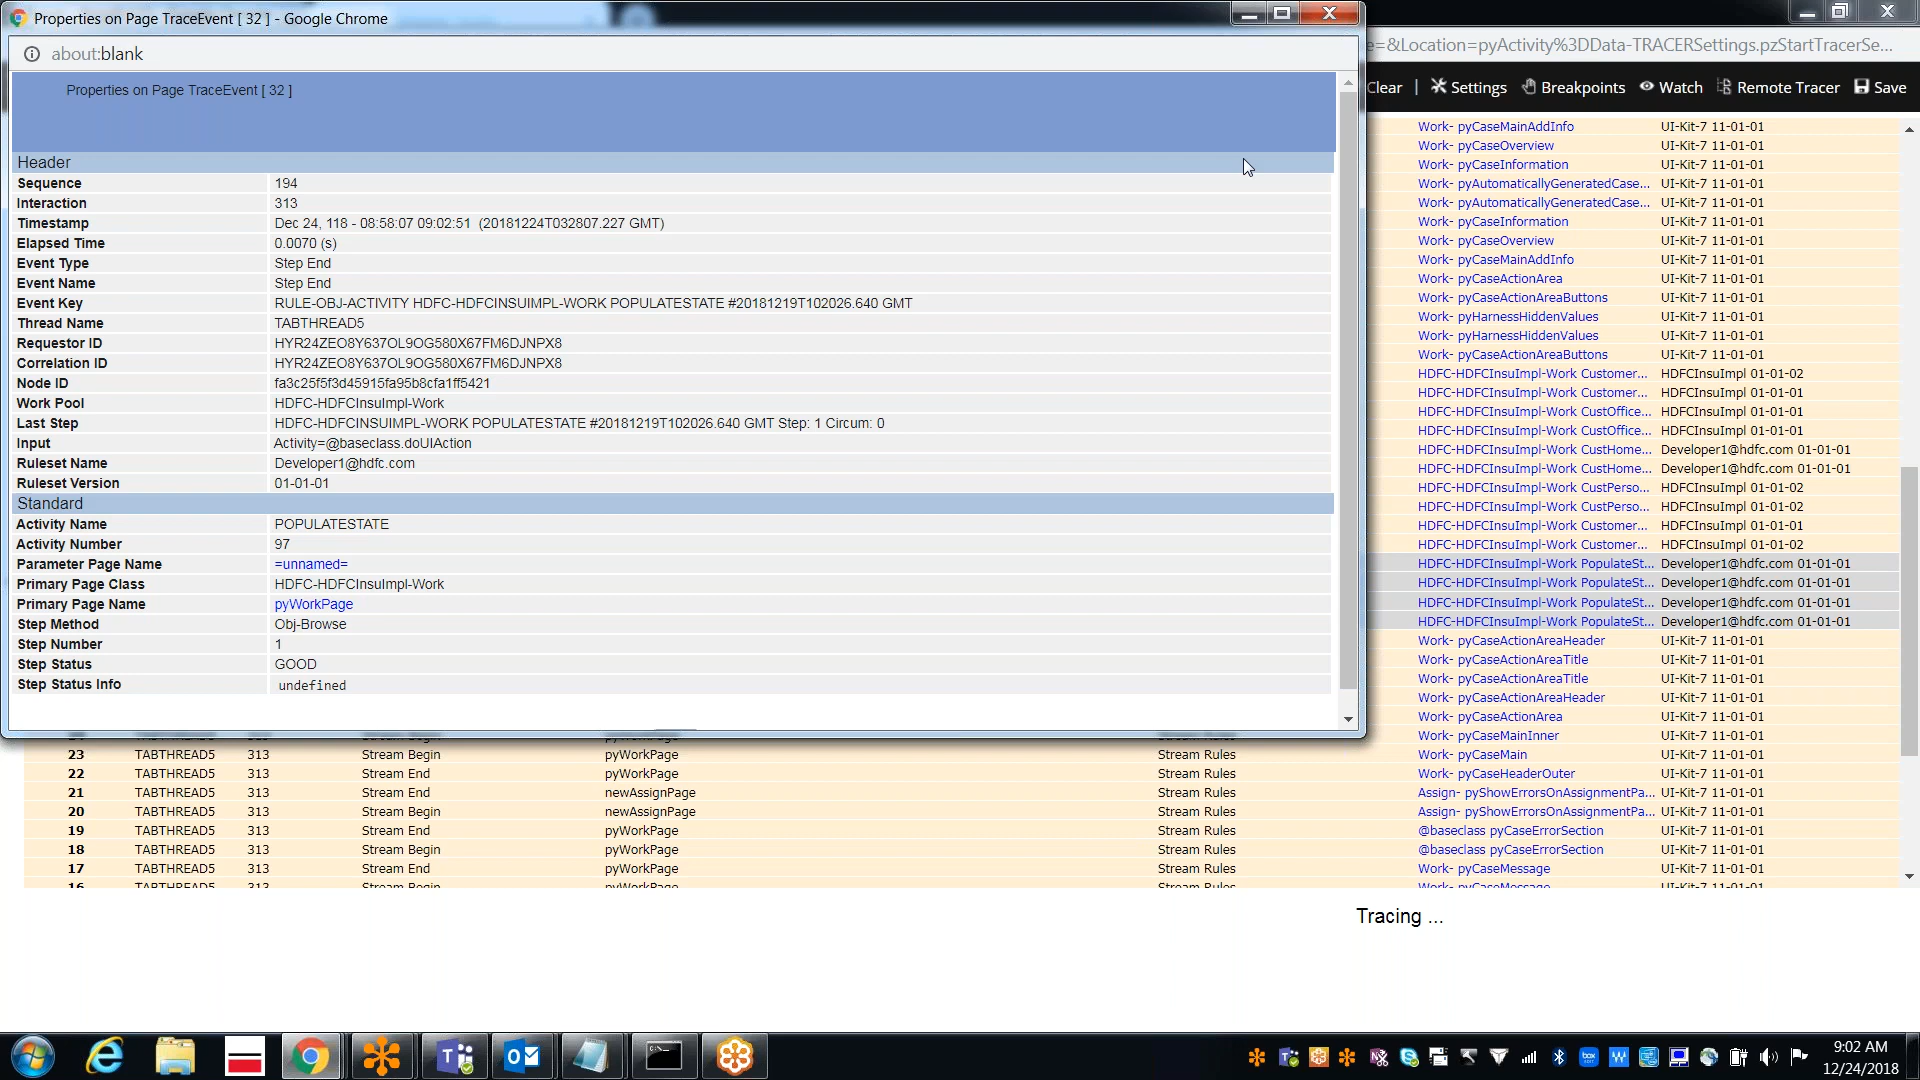 Properties on Page TraceEvent [ 32 ] - Google Chrome
about:blank
e=&Location=pyActivity%3DData-TRACERSettings.pzStartTracerSe...
Clear | Settings Breakpoints Watch Remote Tracer Save
Properties on Page TraceEvent [ 32 ]
Header
Sequence 194
Interaction 313
Timestamp Dec 24, 118 - 08:58:07 09:02:51 (20181224T032807.227 GMT)
Elapsed Time 0.0070 (s)
Event Type Step End
Event Name Step End
Event Key RULE-OBJ-ACTIVITY HDFC-HDFCINSUIMPL-WORK POPULATESTATE #20181219T102026.640 GMT
Thread Name TABTHREAD5
Requestor ID HYR24ZEO8Y637OL9OG580X67FM6DJNPX8
Correlation ID HYR24ZEO8Y637OL9OG580X67FM6DJNPX8
Node ID fa3c25f5f3d45915fa95b8cfa1ff5421
Work Pool HDFC-HDFCInsuImpl-Work
Last Step HDFC-HDFCINSUIMPL-WORK POPULATESTATE #20181219T102026.640 GMT Step: 1 Circum: 0
Input Activity=@baseclass.doUIAction
Ruleset Name Developer1@hdfc.com
Ruleset Version 01-01-01
Standard
Activity Name POPULATESTATE
Activity Number 97
Parameter Page Name =unnamed=
Primary Page Class HDFC-HDFCInsuImpl-Work
Primary Page Name pyWorkPage
Step Method Obj-Browse
Step Number 1
Step Status GOOD
Step Status Info undefined
Work- pyCaseMainAddInfo UI-Kit-7 11-01-01
Work- pyCaseOverview UI-Kit-7 11-01-01
Work- pyCaseInformation UI-Kit-7 11-01-01
Work- pyAutomaticallyGeneratedCase... UI-Kit-7 11-01-01
Work- pyAutomaticallyGeneratedCase... UI-Kit-7 11-01-01
Work- pyCaseInformation UI-Kit-7 11-01-01
Work- pyCaseOverview UI-Kit-7 11-01-01
Work- pyCaseMainAddInfo UI-Kit-7 11-01-01
Work- pyCaseActionArea UI-Kit-7 11-01-01
Work- pyCaseActionAreaButtons UI-Kit-7 11-01-01
Work- pyHarnessHiddenValues UI-Kit-7 11-01-01
Work- pyHarnessHiddenValues UI-Kit-7 11-01-01
Work- pyCaseActionAreaButtons UI-Kit-7 11-01-01
HDFC-HDFCInsuImpl-Work Customer... HDFCInsuImpl 01-01-02
HDFC-HDFCInsuImpl-Work Customer... HDFCInsuImpl 01-01-01
HDFC-HDFCInsuImpl-Work CustOffice... HDFCInsuImpl 01-01-01
HDFC-HDFCInsuImpl-Work CustOffice... HDFCInsuImpl 01-01-01
HDFC-HDFCInsuImpl-Work CustHome... Developer1@hdfc.com 01-01-01
HDFC-HDFCInsuImpl-Work CustHome... Developer1@hdfc.com 01-01-01
HDFC-HDFCInsuImpl-Work CustPerso... HDFCInsuImpl 01-01-02
HDFC-HDFCInsuImpl-Work CustPerso... HDFCInsuImpl 01-01-02
HDFC-HDFCInsuImpl-Work Customer... HDFCInsuImpl 01-01-01
HDFC-HDFCInsuImpl-Work Customer... HDFCInsuImpl 01-01-02
HDFC-HDFCInsuImpl-Work PopulateSt... Developer1@hdfc.com 01-01-01
HDFC-HDFCInsuImpl-Work PopulateSt... Developer1@hdfc.com 01-01-01
HDFC-HDFCInsuImpl-Work PopulateSt... Developer1@hdfc.com 01-01-01
HDFC-HDFCInsuImpl-Work PopulateSt... Developer1@hdfc.com 01-01-01
Work- pyCaseActionAreaHeader UI-Kit-7 11-01-01
Work- pyCaseActionAreaTitle UI-Kit-7 11-01-01
Work- pyCaseActionAreaTitle UI-Kit-7 11-01-01
Work- pyCaseActionAreaHeader UI-Kit-7 11-01-01
Work- pyCaseActionArea UI-Kit-7 11-01-01
Work- pyCaseMainInner UI-Kit-7 11-01-01
23 TABTHREAD5 313 Stream Begin pyWorkPage Stream Rules Work- pyCaseMain UI-Kit-7 11-01-01
22 TABTHREAD5 313 Stream End pyWorkPage Stream Rules Work- pyCaseHeaderOuter UI-Kit-7 11-01-01
21 TABTHREAD5 313 Stream End newAssignPage Stream Rules Assign- pyShowErrorsOnAssignmentPa... UI-Kit-7 11-01-01
20 TABTHREAD5 313 Stream Begin newAssignPage Stream Rules Assign- pyShowErrorsOnAssignmentPa... UI-Kit-7 11-01-01
19 TABTHREAD5 313 Stream End pyWorkPage Stream Rules @baseclass pyCaseErrorSection UI-Kit-7 11-01-01
18 TABTHREAD5 313 Stream Begin pyWorkPage Stream Rules @baseclass pyCaseErrorSection UI-Kit-7 11-01-01
17 TABTHREAD5 313 Stream End pyWorkPage Stream Rules Work- pyCaseMessage UI-Kit-7 11-01-01
16 TABTHREAD5 313 Stream Begin pyWorkPage Stream Rules Work- pyCaseMessage UI-Kit-7 11-01-01
Tracing ...
9:02 AM
12/24/2018